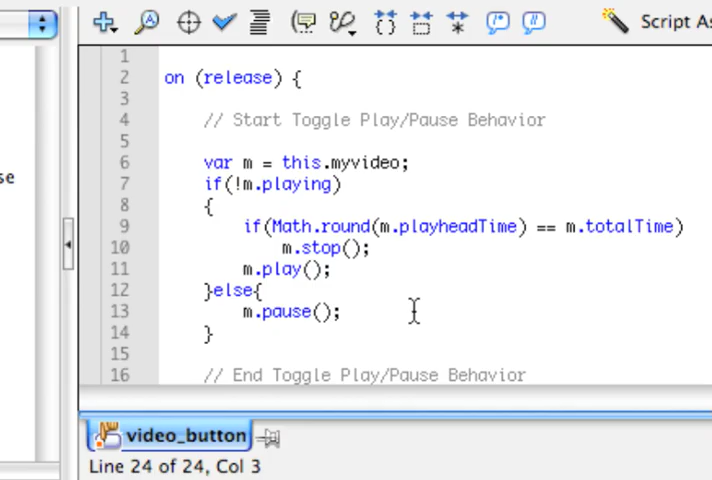 Script As
1
2 on (release) {
3
4 // Start Toggle Play/Pause Behavior
5
6 var m = this.myvideo;
se
7 if(!m.playing)
8 {
9 if(Math.round(m.playheadTime) == m.totalTime)
10 m.stop();
11 m.play();
12 }else{
13 m.pause();
14 }
15
16 // End Toggle Play/Pause Behavior
video_button
Line 24 of 24, Col 3